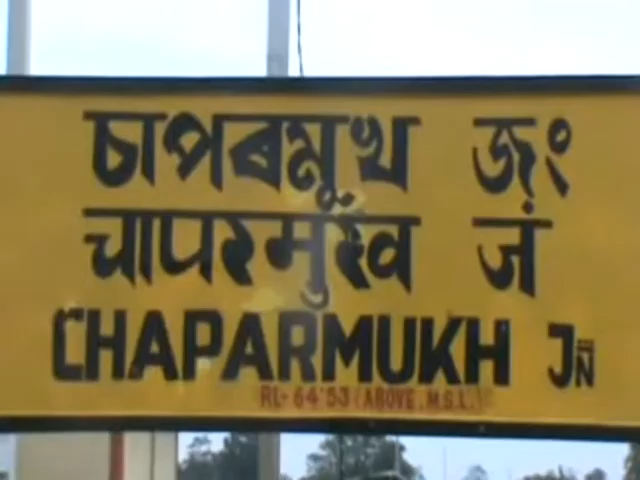 চাপৰমুখ জং
चापरमुख जं
CHAPARMUKH JN
RL- 64'53 (ABOVE. M.S.L.)